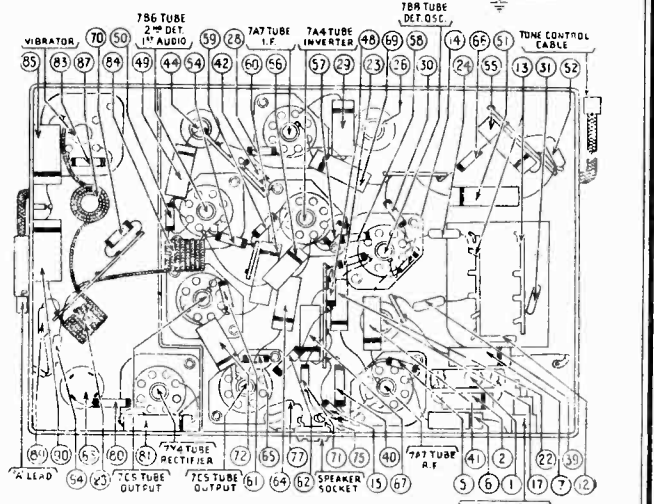 7B6 TUBE
2ND DET.
1ST AUDIO
7A7 TUBE
I.F.
7A4 TUBE
INVERTER
7B8 TUBE
DET. OSC.
TONE CONTROL
CABLE
VIBRATOR
70 50 59 28 48 69 58 14 66 51
85 83 87 84 49 44 54 42 60 56 57 29 23 26 30 24 55 13 31 52
"A" LEAD
90 80 81 72 65 77 71 75 40 41 2 22 39
7Y4 TUBE
RECTIFIER
7C5 TUBE
OUTPUT
7C5 TUBE
OUTPUT
61 64 62
SPEAKER
SOCKET
15 67
7A7 TUBE
R.F.
5 6 1 17 7 12